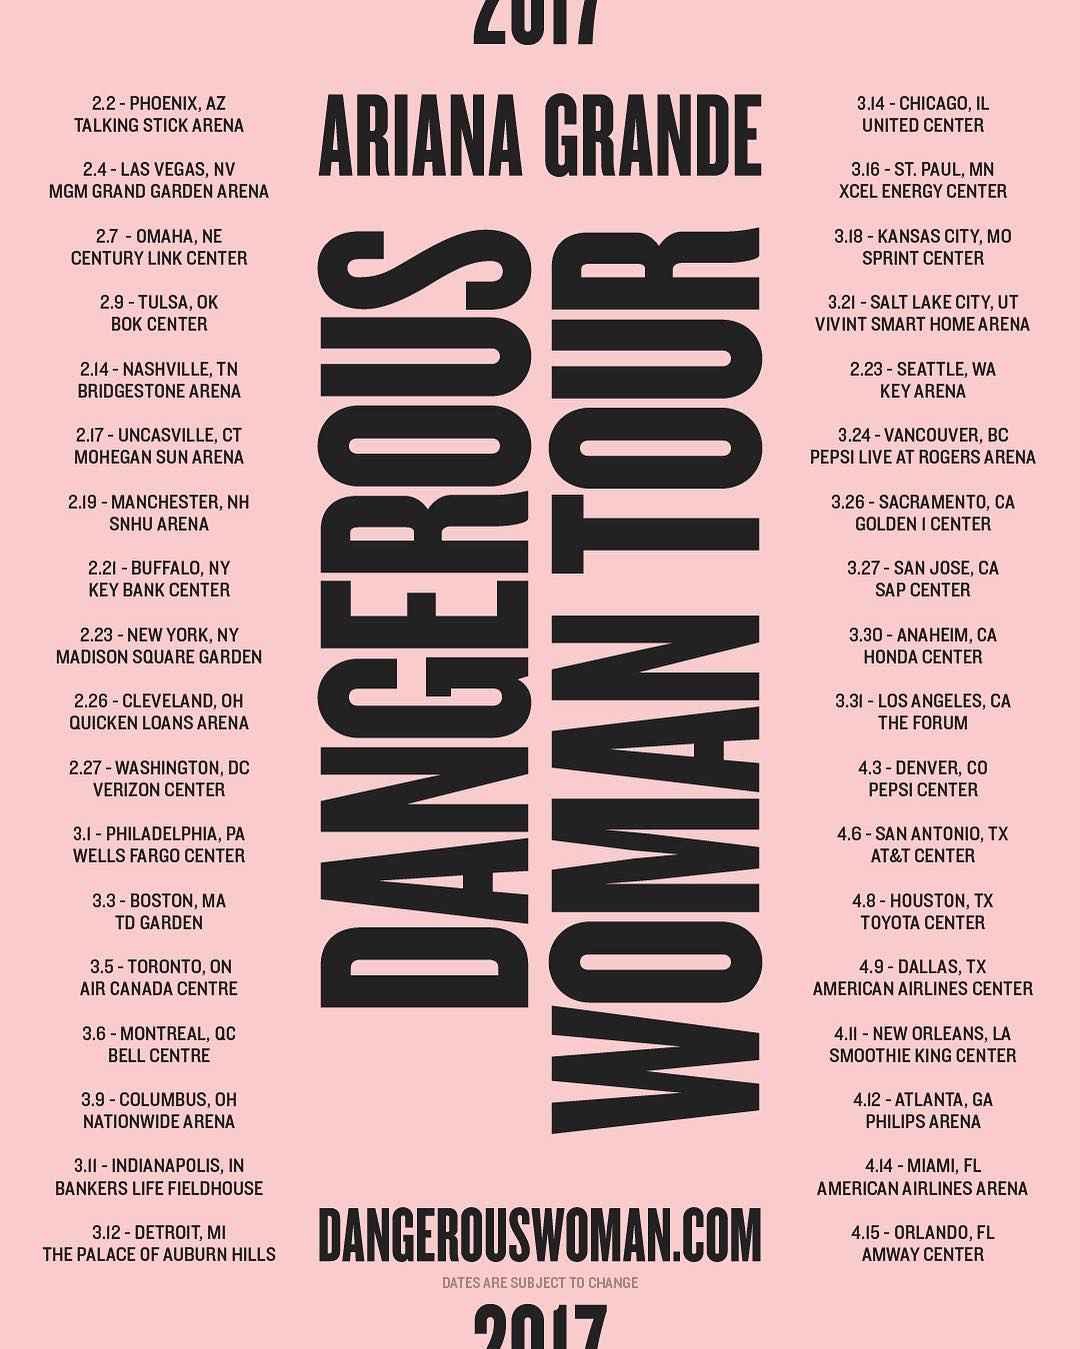 2017
ARIANA GRANDE
2.2 - PHOENIX, AZ
TALKING STICK ARENA
2.4 - LAS VEGAS, NV
MGM GRAND GARDEN ARENA
2.7 - OMAHA, NE
CENTURY LINK CENTER
2.9 - TULSA, OK
BOK CENTER
2.14 - NASHVILLE, TN
BRIDGESTONE ARENA
2.17 - UNCASVILLE, CT
MOHEGAN SUN ARENA
2.19 - MANCHESTER, NH
SNHU ARENA
2.21 - BUFFALO, NY
KEY BANK CENTER
2.23 - NEW YORK, NY
MADISON SQUARE GARDEN
2.26 - CLEVELAND, OH
QUICKEN LOANS ARENA
2.27 - WASHINGTON, DC
VERIZON CENTER
3.1 - PHILADELPHIA, PA
WELLS FARGO CENTER
3.3 - BOSTON, MA
TD GARDEN
3.5 - TORONTO, ON
AIR CANADA CENTRE
3.6 - MONTREAL, QC
BELL CENTRE
3.9 - COLUMBUS, OH
NATIONWIDE ARENA
3.11 - INDIANAPOLIS, IN
BANKERS LIFE FIELDHOUSE
3.12 - DETROIT, MI
THE PALACE OF AUBURN HILLS
DANGEROUS
WOMAN TOUR
3.14 - CHICAGO, IL
UNITED CENTER
3.16 - ST. PAUL, MN
XCEL ENERGY CENTER
3.18 - KANSAS CITY, MO
SPRINT CENTER
3.21 - SALT LAKE CITY, UT
VIVINT SMART HOME ARENA
2.23 - SEATTLE, WA
KEY ARENA
3.24 - VANCOUVER, BC
PEPSI LIVE AT ROGERS ARENA
3.26 - SACRAMENTO, CA
GOLDEN 1 CENTER
3.27 - SAN JOSE, CA
SAP CENTER
3.30 - ANAHEIM, CA
HONDA CENTER
3.31 - LOS ANGELES, CA
THE FORUM
4.3 - DENVER, CO
PEPSI CENTER
4.6 - SAN ANTONIO, TX
AT&T CENTER
4.8 - HOUSTON, TX
TOYOTA CENTER
4.9 - DALLAS, TX
AMERICAN AIRLINES CENTER
4.11 - NEW ORLEANS, LA
SMOOTHIE KING CENTER
4.12 - ATLANTA, GA
PHILIPS ARENA
4.14 - MIAMI, FL
AMERICAN AIRLINES ARENA
4.15 - ORLANDO, FL
AMWAY CENTER
DANGEROUSWOMAN.COM
DATES ARE SUBJECT TO CHANGE
2017